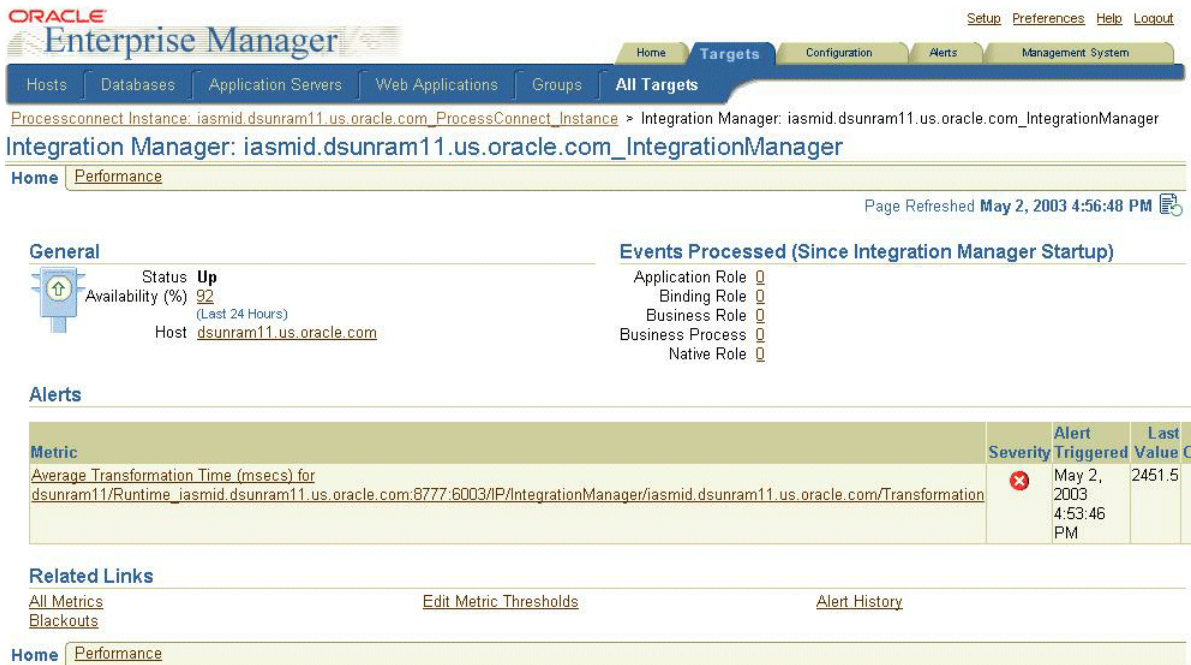 ORACLE
Enterprise Manager
Setup Preferences Help Logout
Home Targets Configuration Alerts Management System
Hosts Databases Application Servers Web Applications Groups All Targets
Processconnect Instance: iasmid.dsunram11.us.oracle.com_ProcessConnect_Instance > Integration Manager: iasmid.dsunram11.us.oracle.com_IntegrationManager
Integration Manager: iasmid.dsunram11.us.oracle.com_IntegrationManager
Home Performance
Page Refreshed May 2, 2003 4:56:48 PM
General
Status Up
Availability (%) 92
(Last 24 Hours)
Host dsunram11.us.oracle.com
Events Processed (Since Integration Manager Startup)
Application Role 0
Binding Role 0
Business Role 0
Business Process 0
Native Role 0
Alerts
Metric Severity Alert Triggered Last Value C
Average Transformation Time (msecs) for
dsunram11/Runtime_iasmid.dsunram11.us.oracle.com:8777:6003/IP/IntegrationManager/iasmid.dsunram11.us.oracle.com/Transformation
May 2,
2003
4:53:46
PM
2451.5
Related Links
All Metrics Edit Metric Thresholds Alert History
Blackouts
Home Performance